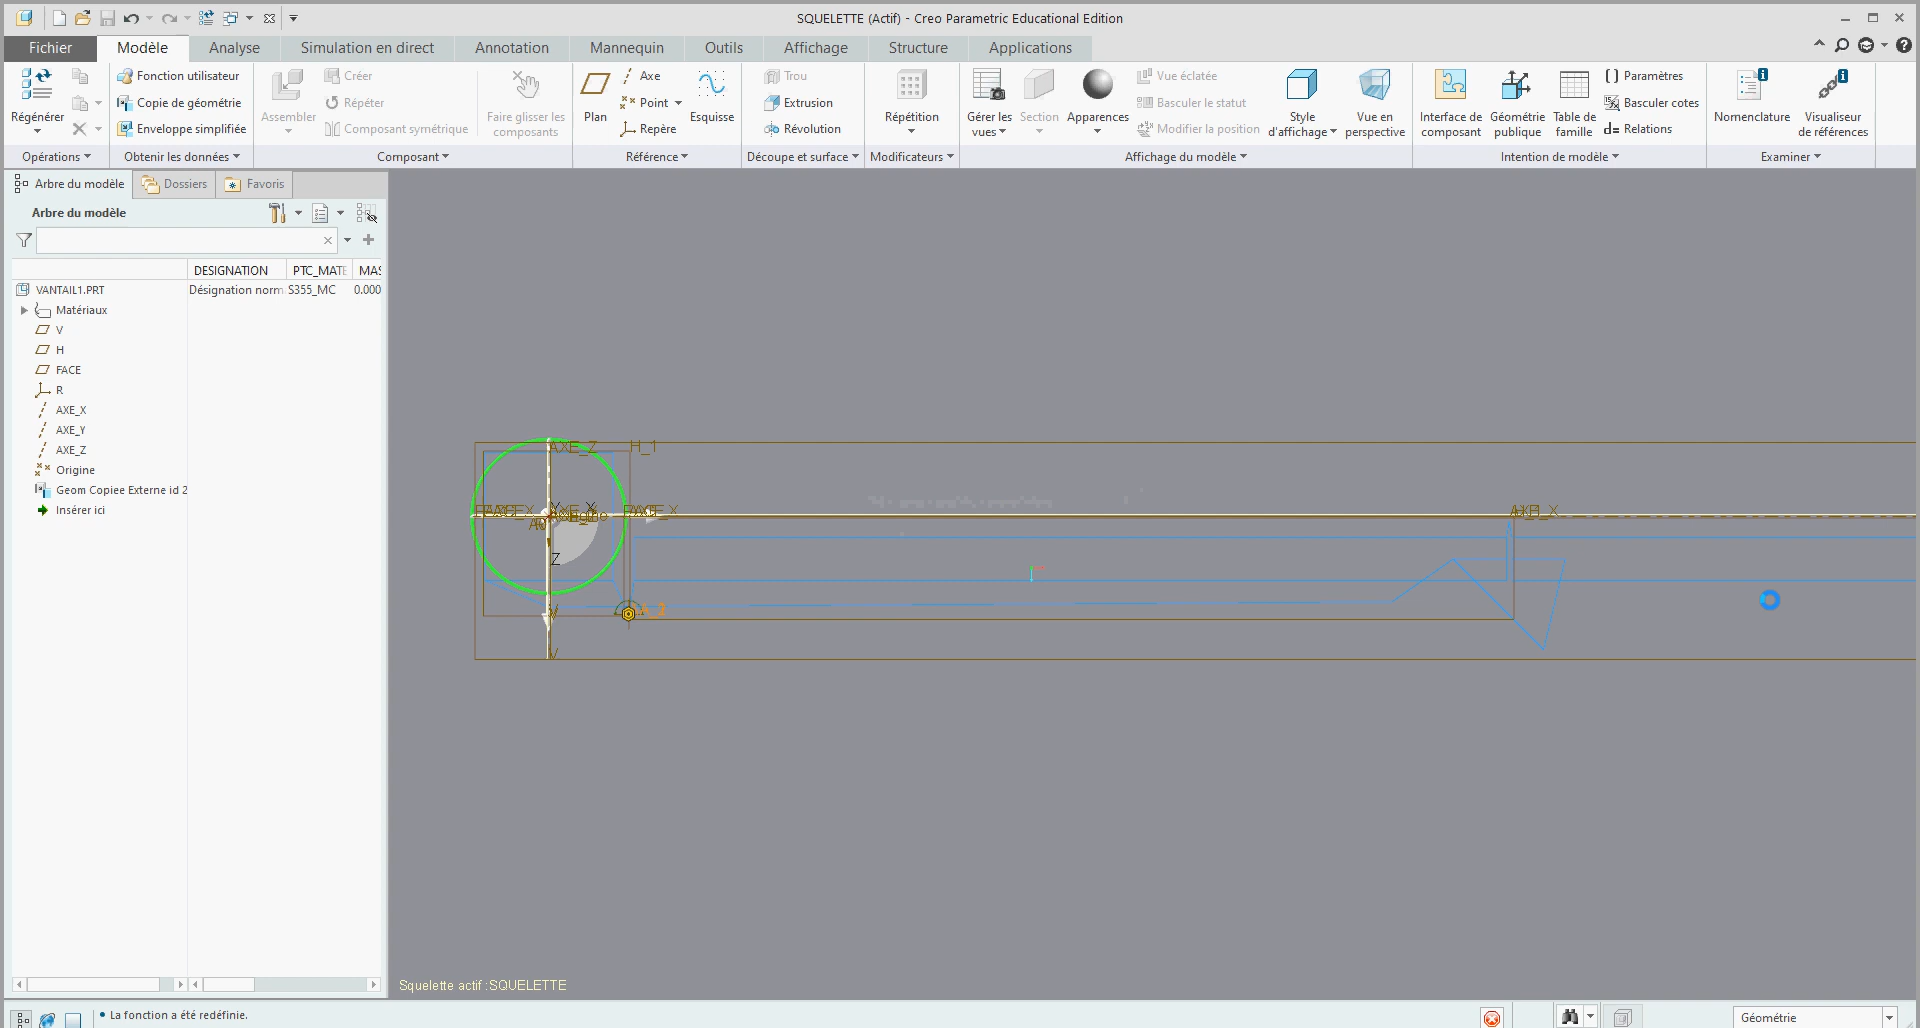 SQUELETTE (Actif) - Creo Parametric Educational Edition
Fichier Modèle Analyse Simulation en direct Annotation Mannequin Outils Affichage Structure Applications
Régénérer
Opérations
Fonction utilisateur
Copie de géométrie
Enveloppe simplifiée
Obtenir les données
Assembler
Créer
Répéter
Composant symétrique
Faire glisser les composants
Composant
Plan
Axe
Point
Repère
Esquisse
Référence
Trou
Extrusion
Révolution
Découpe et surface
Répétition
Modificateurs
Gérer les vues
Section
Apparences
Vue éclatée
Basculer le statut
Modifier la position
Style d'affichage
Vue en perspective
Affichage du modèle
Interface de composant
Géométrie publique
Table de famille
Paramètres
Basculer cotes
Relations
Intention de modèle
Nomenclature
Visualiseur de références
Examiner
Arbre du modèle Dossiers Favoris
Arbre du modèle
DESIGNATION PTC_MATE MAS
VANTAIL1.PRT Désignation norm S355_MC 0.000
Matériaux
V
H
FACE
R
AXE_X
AXE_Y
AXE_Z
Origine
Geom Copiee Externe id 2
Insérer ici
AXE_Z H_1
X
Z
V
V
Squelette actif :SQUELETTE
La fonction a été redéfinie.
Géométrie